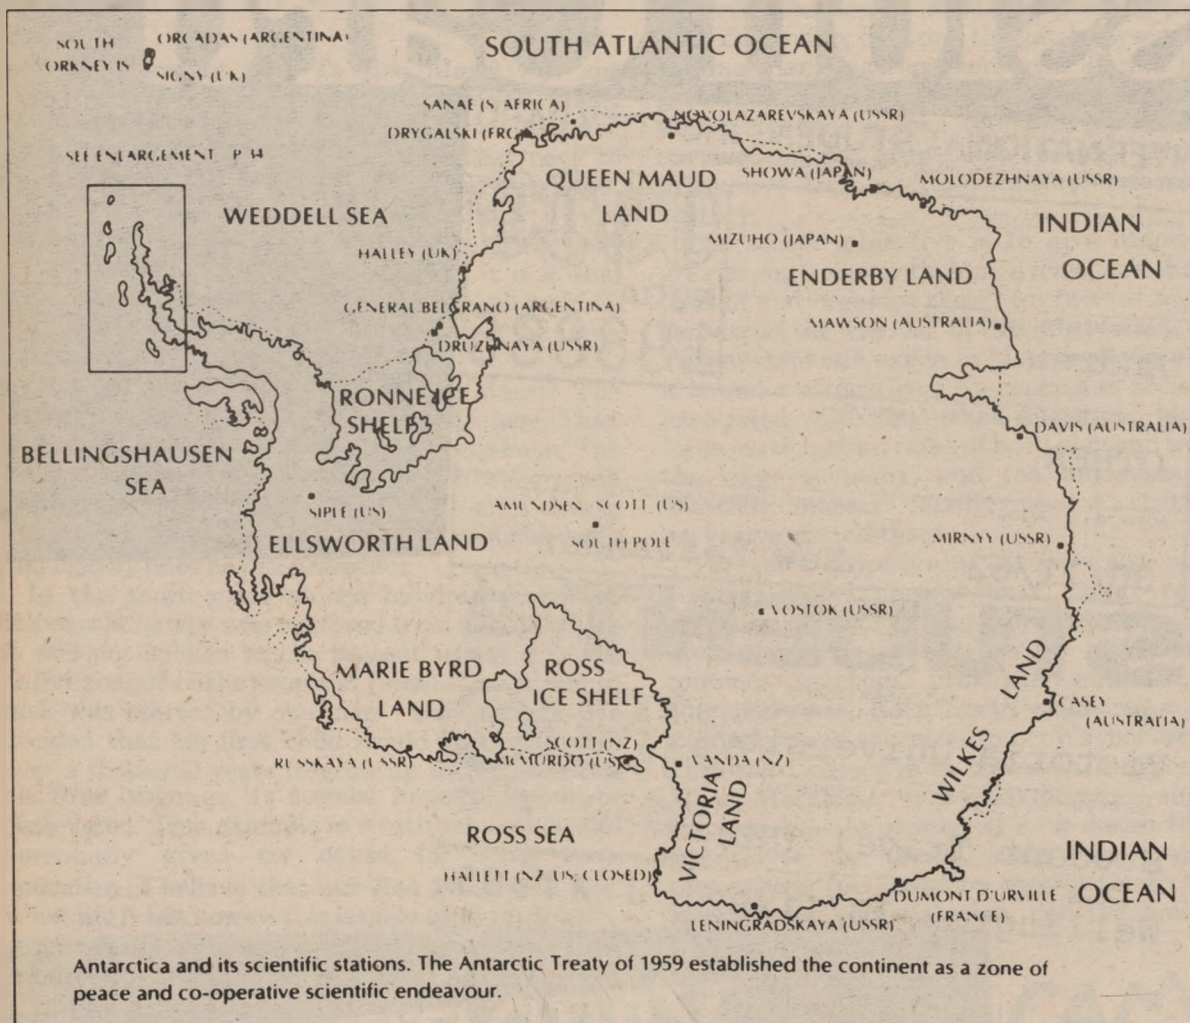 SOUTH ATLANTIC OCEAN
SOUTH
ORKNEY IS
ORCADAS (ARGENTINA)
SIGNY (UK)
SANAE (S. AFRICA)
DRYGALSKI (FRG)
NOVOLAZAREVSKAYA (USSR)
SEE ENLARGEMENT P 14
QUEEN MAUD
LAND
SHOWA (JAPAN)
MOLODEZHNAYA (USSR)
WEDDELL SEA
INDIAN
OCEAN
HALLEY (UK)
MIZUHO (JAPAN)
ENDERBY LAND
GENERAL BELGRANO (ARGENTINA)
MAWSON (AUSTRALIA)
DRUZHNAYA (USSR)
RONNE ICE
SHELF
DAVIS (AUSTRALIA)
BELLINGSHAUSEN
SEA
SIPLE (US)
AMUNDSEN - SCOTT (US)
SOUTH POLE
ELLSWORTH LAND
MIRNYY (USSR)
VOSTOK (USSR)
MARIE BYRD
LAND
ROSS
ICE SHELF
WILKES LAND
CASEY
(AUSTRALIA)
SCOTT (NZ)
RUSSKAYA (USSR)
MCMURDO (US)
VANDA (NZ)
VICTORIA
LAND
ROSS SEA
INDIAN
OCEAN
HALLETT (NZ-US, CLOSED)
DUMONT D'URVILLE
(FRANCE)
LENINGRADSKAYA (USSR)
Antarctica and its scientific stations. The Antarctic Treaty of 1959 established the continent as a zone of
peace and co-operative scientific endeavour.